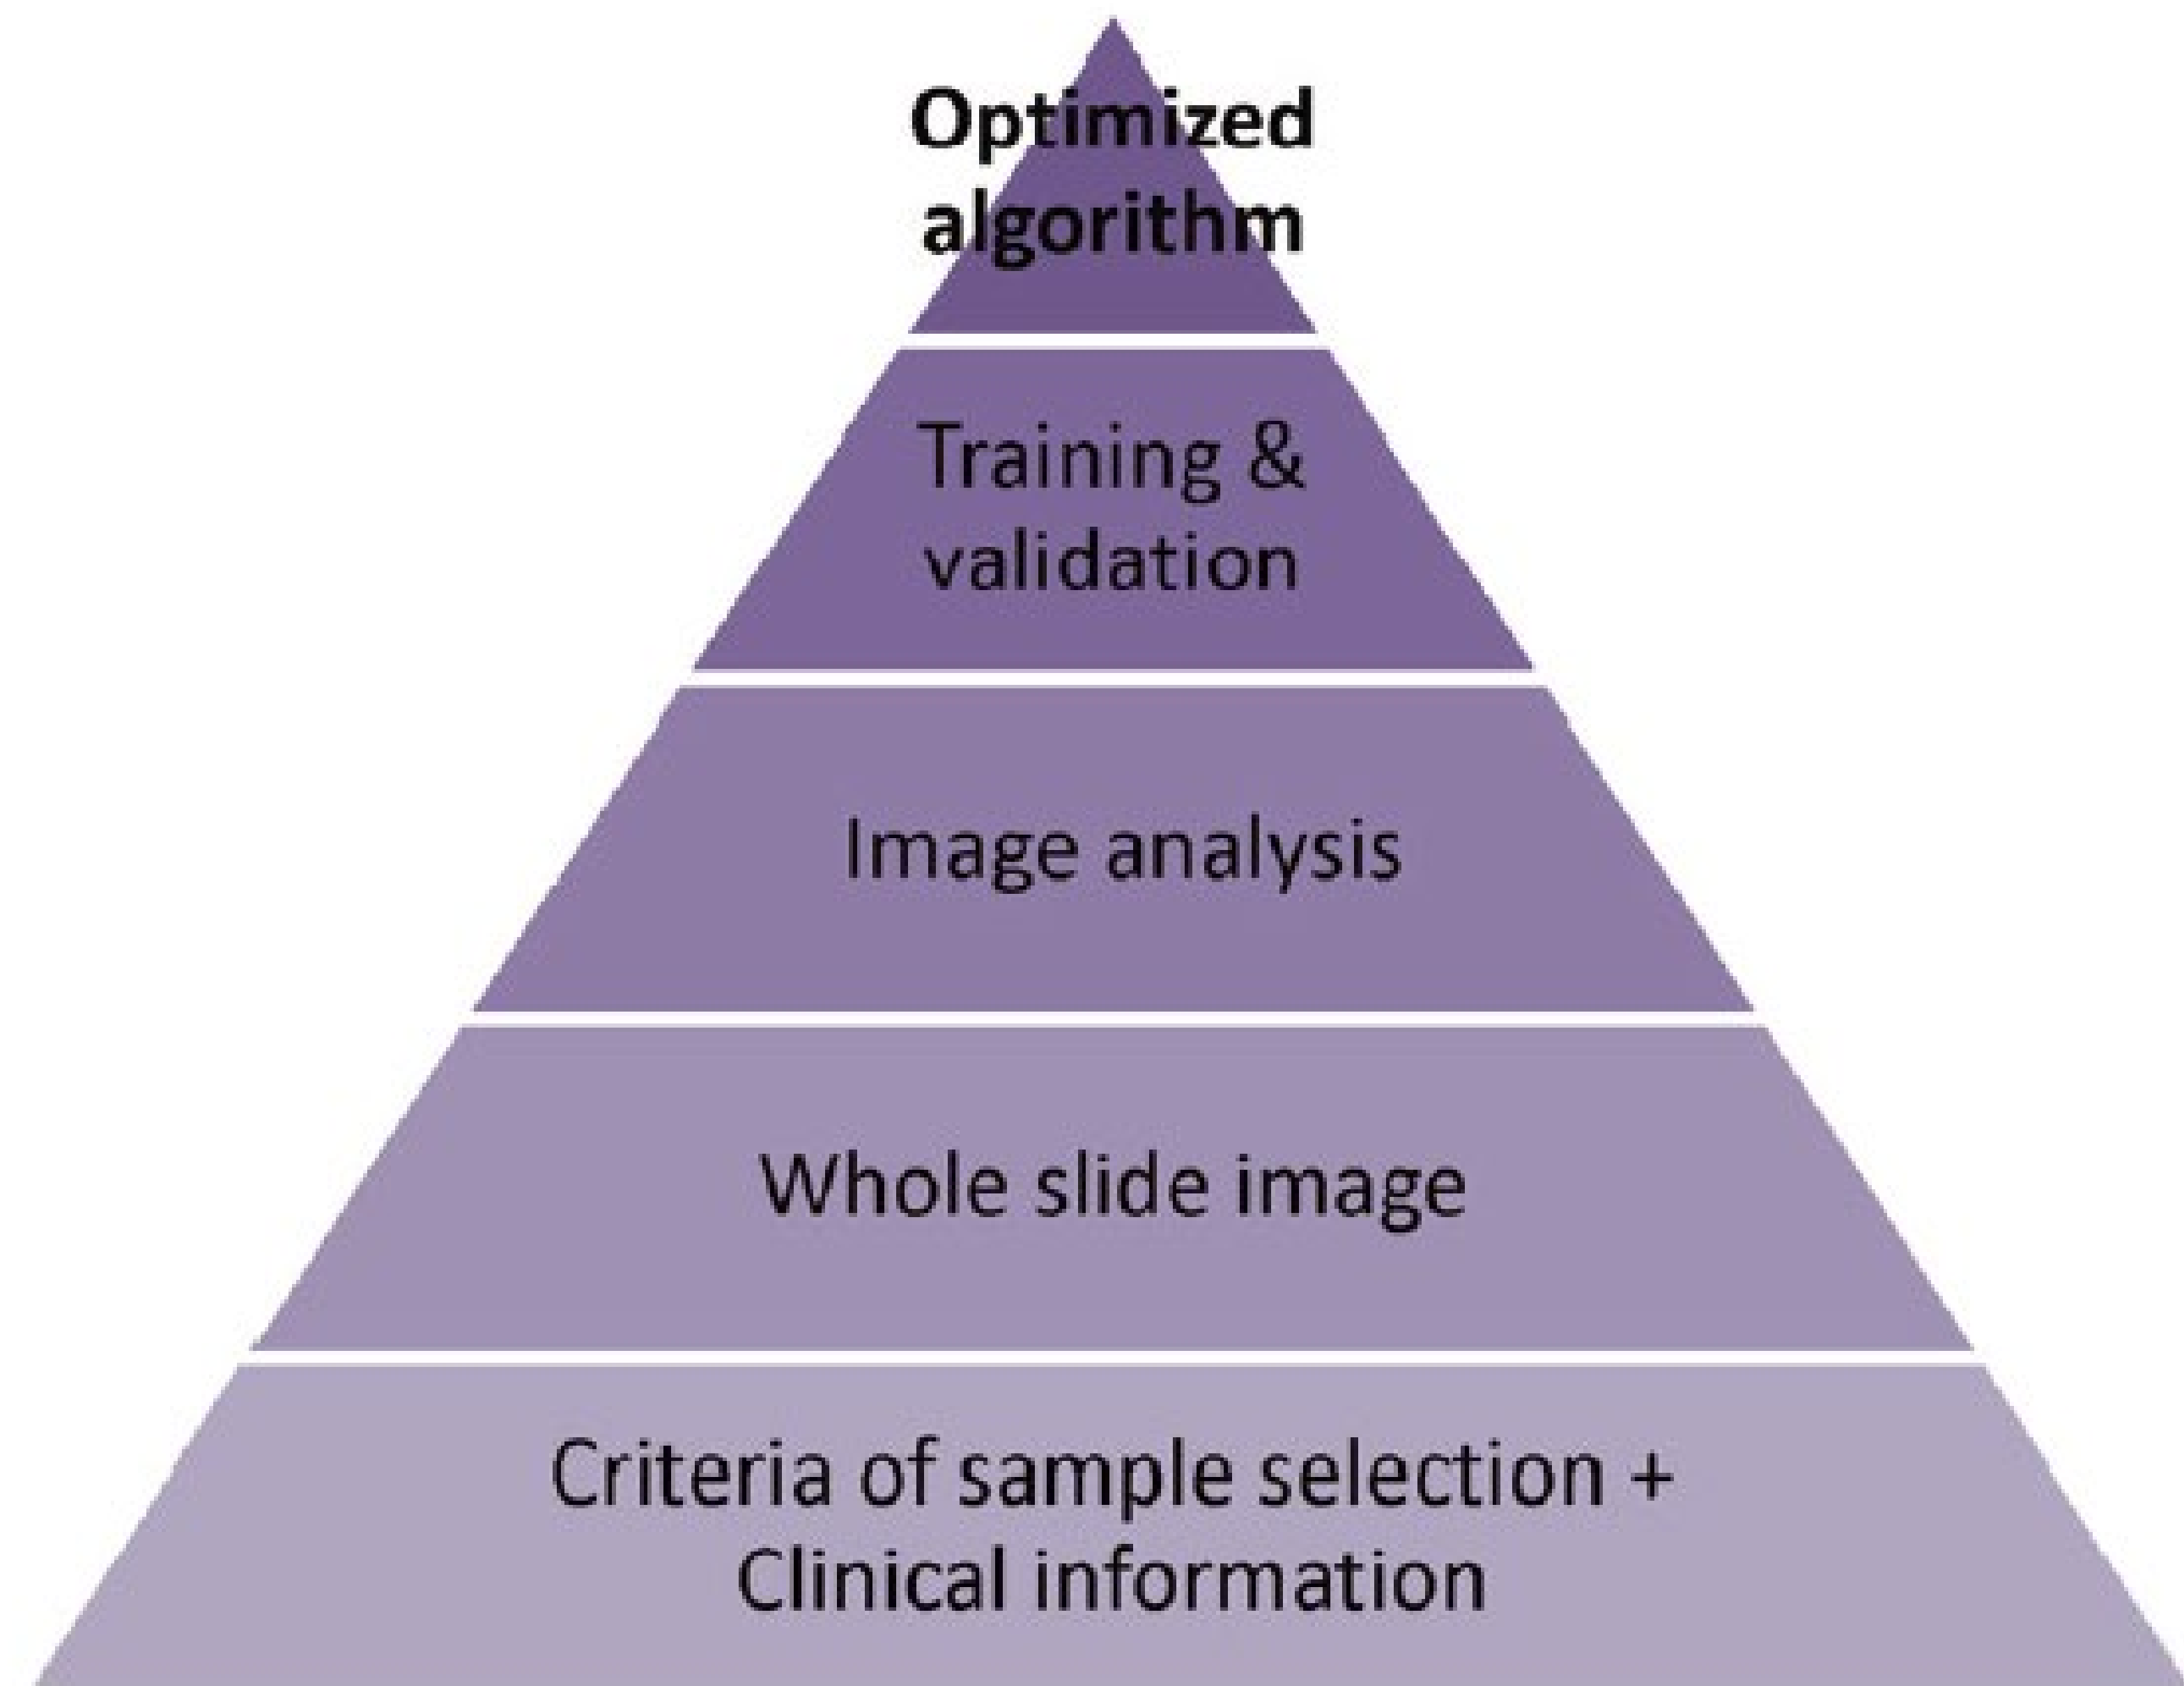 Optimized
algorithm
Training &
validation
Image analysis
Whole slide image
Criteria of sample selection +
Clinical information